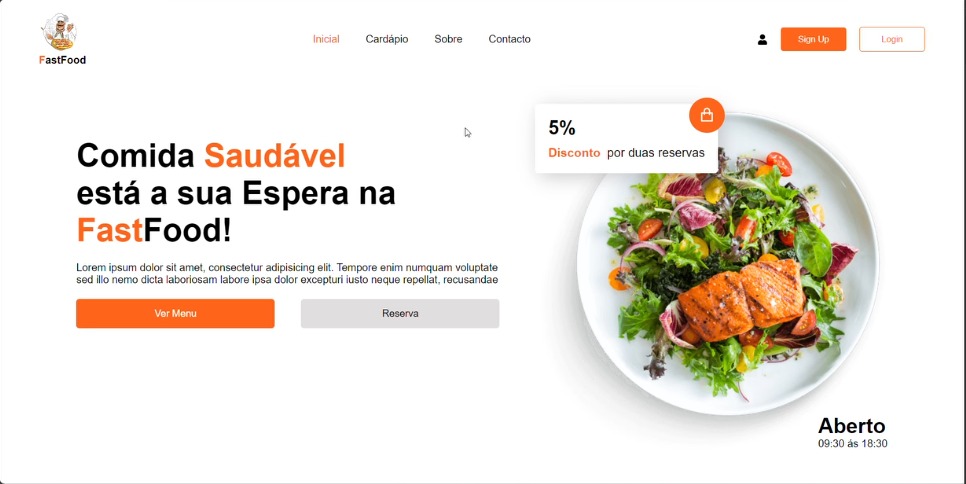 FastFood
Inicial
Cardápio
Sobre
Contacto
Sign Up
Login
5%
Disconto por duas reservas
Comida Saudável
está a sua Espera na
FastFood!
Lorem ipsum dolor sit amet, consectetur adipisicing elit. Tempore enim numquam voluptate
sed illo nemo dicta laboriosam labore ipsa dolor excepturi iusto neque repellat, recusandae
Ver Menu
Reserva
Aberto
09:30 ás 18:30